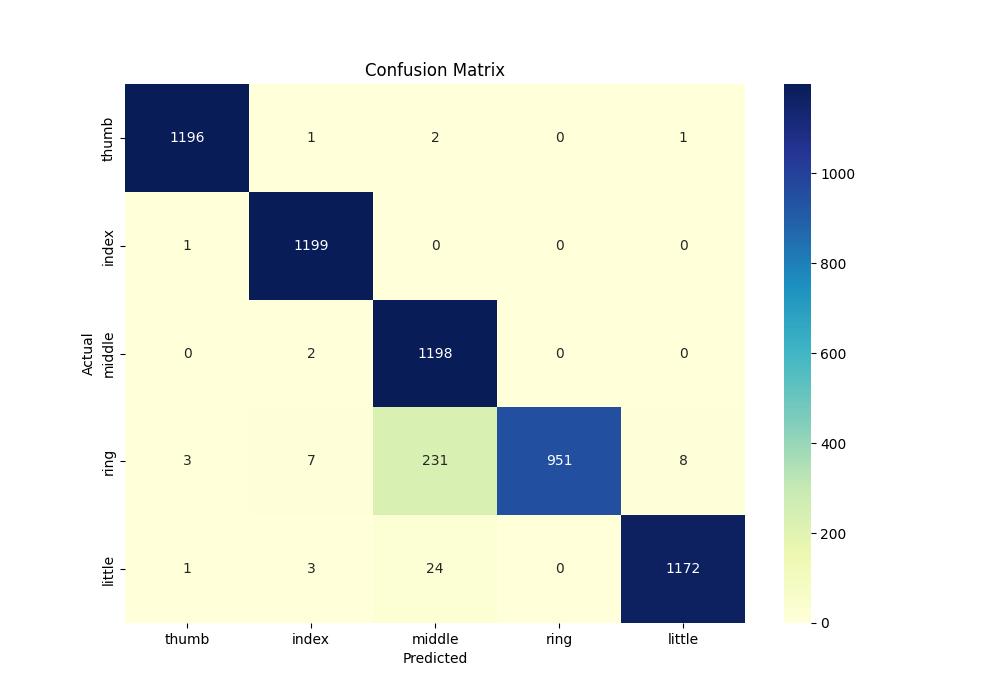 Confusion Matrix
Actual
thumb 1196 1 2 0 1
index 1 1199 0 0 0
middle 0 2 1198 0 0
ring 3 7 231 951 8
little 1 3 24 0 1172
thumb index middle ring little
Predicted
1000
800
600
400
200
0